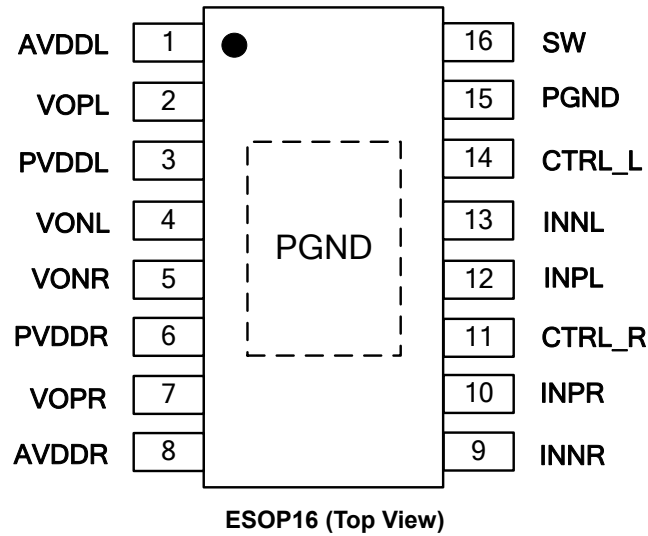 AVDDL 1 16 SW
VOPL 2 15 PGND
PVDDL 3 14 CTRL_L
VONL 4 13 INNL
PGND
VONR 5 12 INPL
PVDDR 6 11 CTRL_R
VOPR 7 10 INPR
AVDDR 8 9 INNR
ESOP16 (Top View)